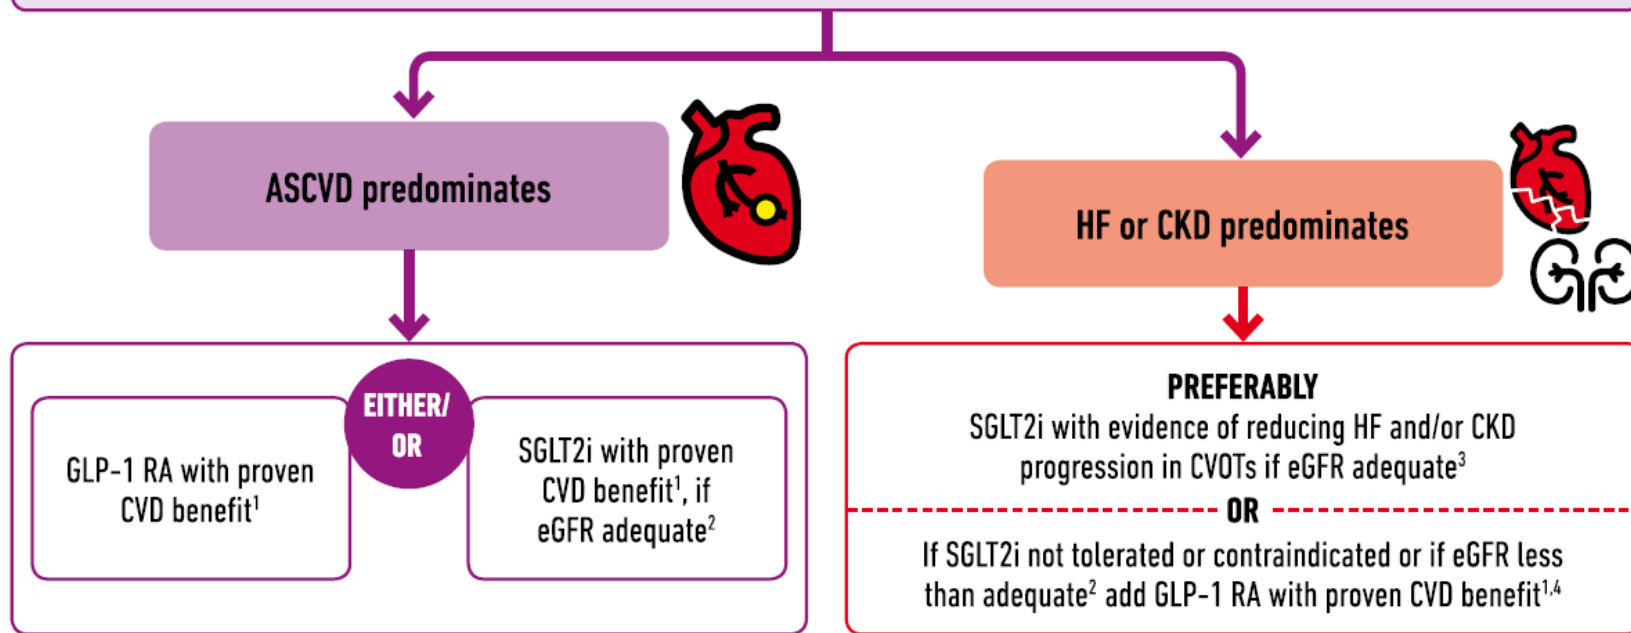 ASCVD predominates
HF or CKD predominates
EITHER/
OR
GLP-1 RA with proven
CVD benefit¹
SGLT2i with proven
CVD benefit¹, if
eGFR adequate²
PREFERABLY
SGLT2i with evidence of reducing HF and/or CKD
progression in CVOTs if eGFR adequate³
OR
If SGLT2i not tolerated or contraindicated or if eGFR less
than adequate² add GLP-1 RA with proven CVD benefit¹,⁴